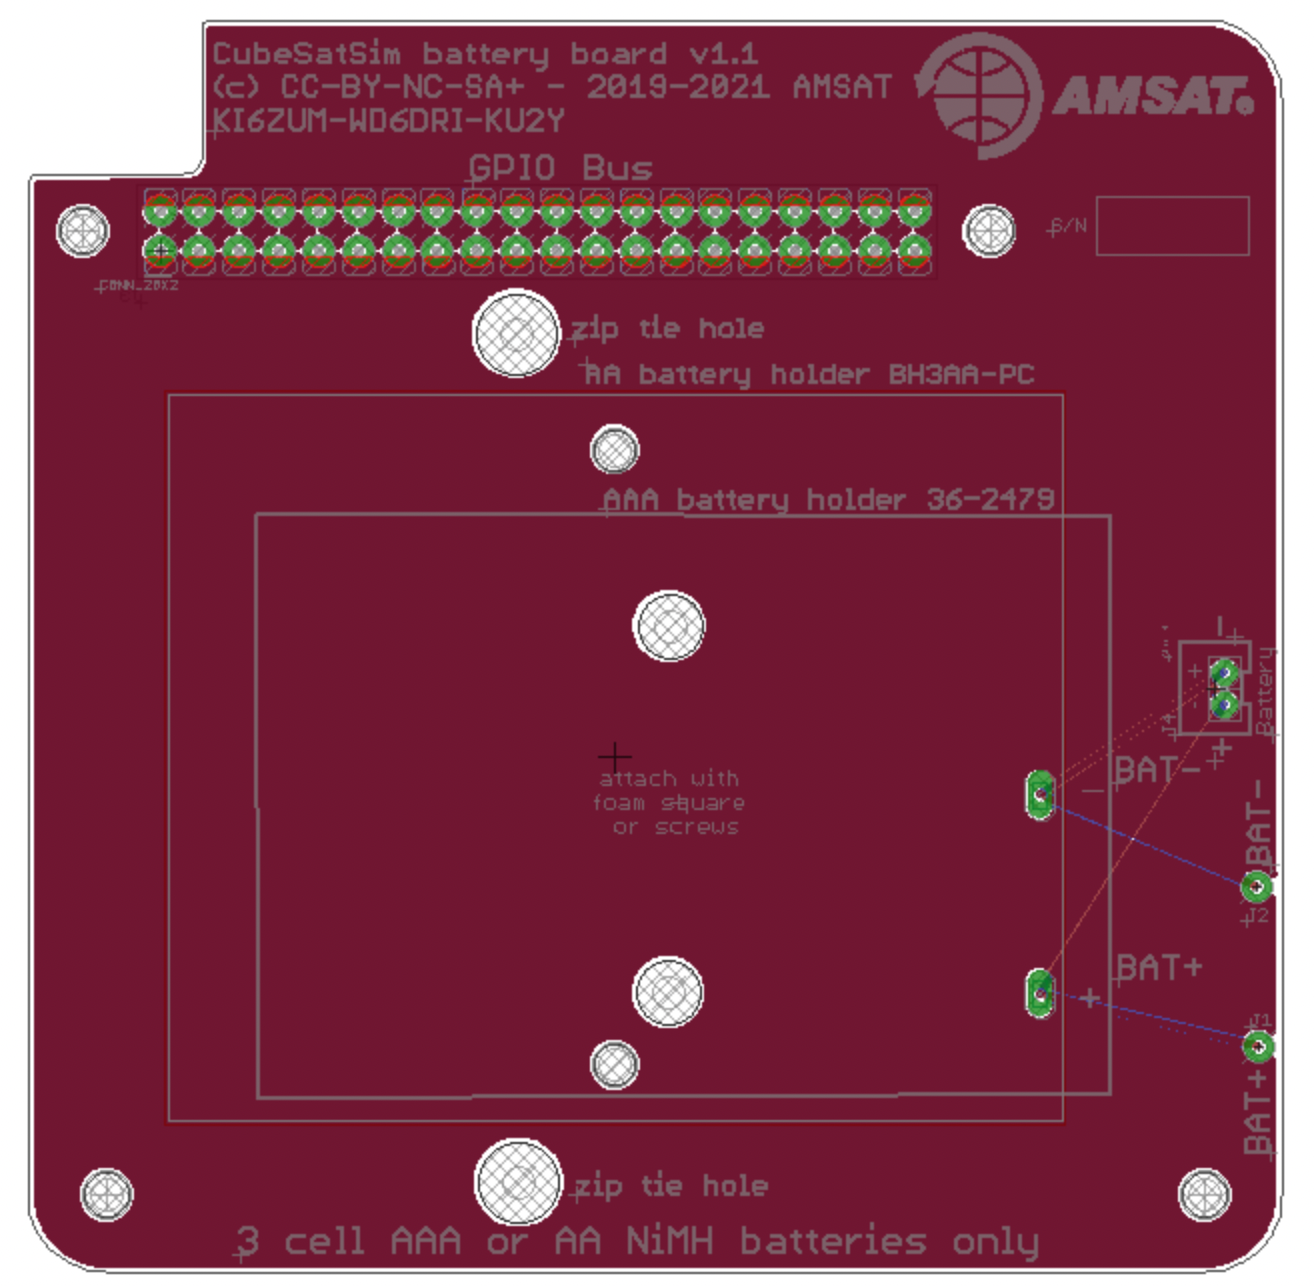 CubeSatSim battery board v1.1
(c) CC-BY-NC-SA+ - 2019-2021 AMSAT
KI6ZUM-WD6DRI-KU2Y
AMSAT®
GPIO Bus
S/N
CONN_20X2
zip tie hole
AA battery holder BH3AA-PC
AAA battery holder 36-2479
attach with
foam square
or screws
-
+
-
Battery
J4
+
BAT-
-
BAT-
J2
BAT+
+
J1
BAT+
zip tie hole
3 cell AAA or AA NiMH batteries only